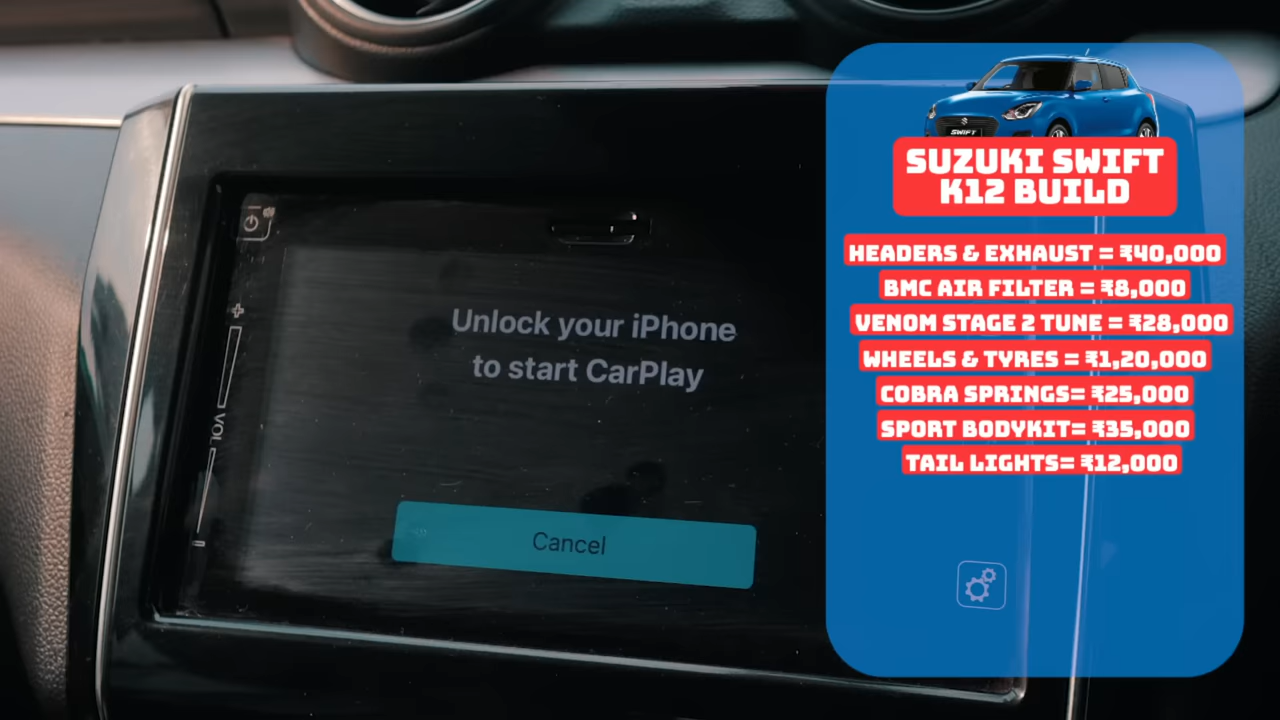 VOL
Unlock your iPhone
to start CarPlay
Cancel
SWIFT
SUZUKI SWIFT
K12 BUILD
HEADERS & EXHAUST = ₹40,000
BMC AIR FILTER = ₹8,000
VENOM STAGE 2 TUNE = ₹28,000
WHEELS & TYRES = ₹1,20,000
COBRA SPRINGS= ₹25,000
SPORT BODYKIT= ₹35,000
TAIL LIGHTS= ₹12,000